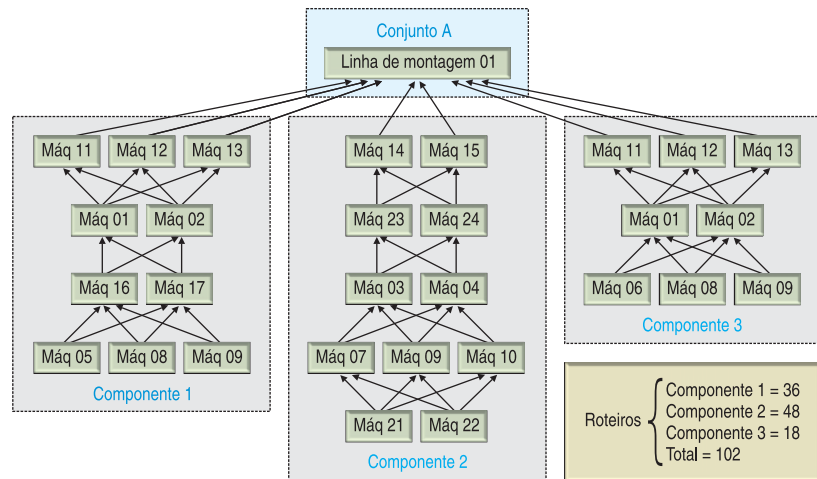 Conjunto A
Linha de montagem 01
Máq 11 Máq 12 Máq 13
Máq 01 Máq 02
Máq 16 Máq 17
Máq 05 Máq 08 Máq 09
Componente 1
Máq 14 Máq 15
Máq 23 Máq 24
Máq 03 Máq 04
Máq 07 Máq 09 Máq 10
Máq 21 Máq 22
Componente 2
Máq 11 Máq 12 Máq 13
Máq 01 Máq 02
Máq 06 Máq 08 Máq 09
Componente 3
Roteiros
Componente 1 = 36
Componente 2 = 48
Componente 3 = 18
Total = 102